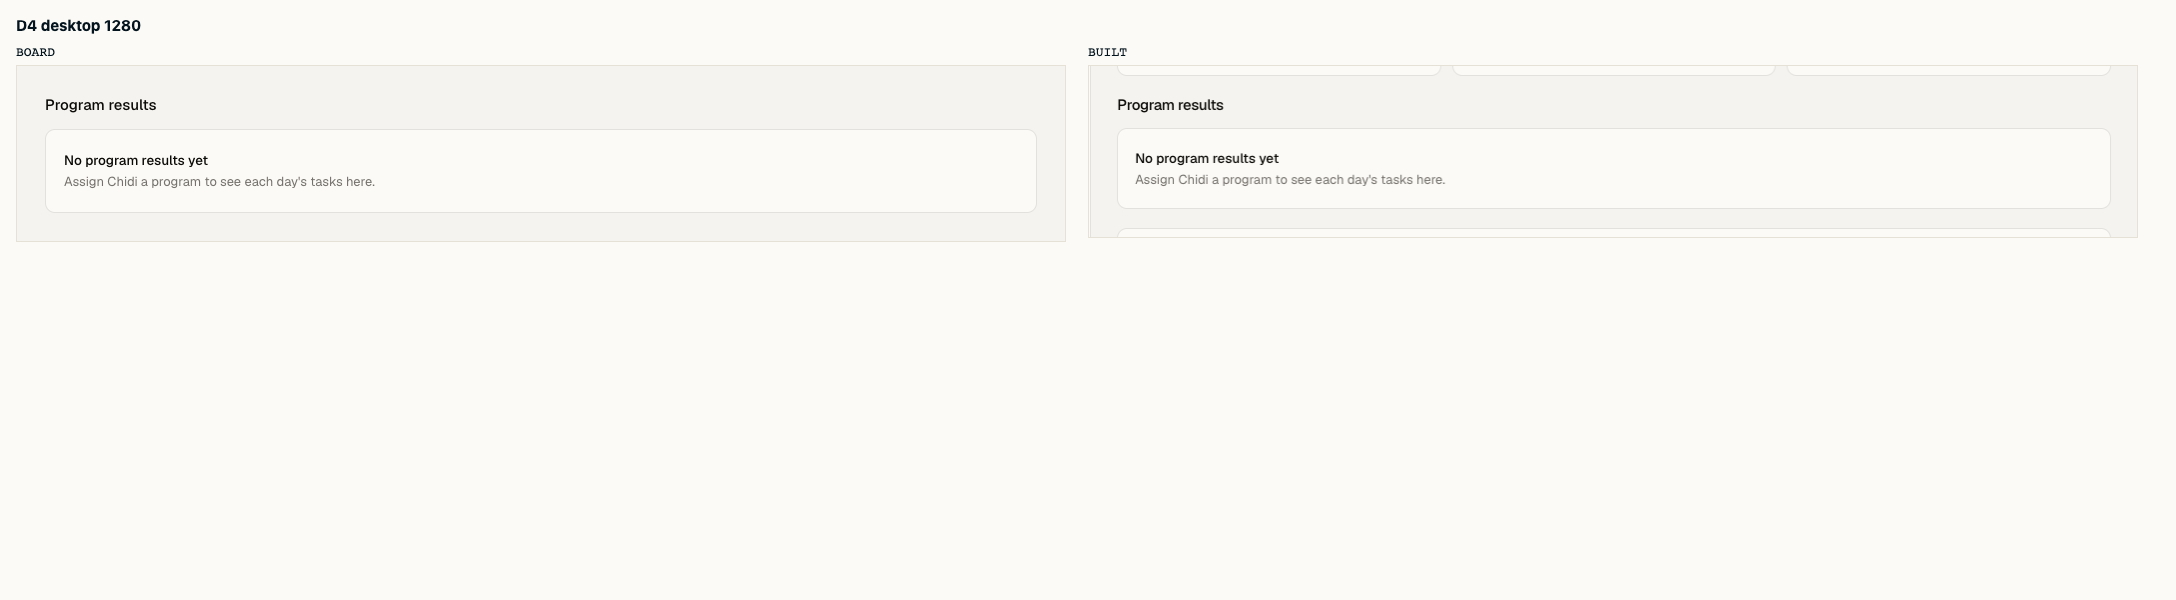 D4 desktop 1280
BOARD
Program results
No program results yet
Assign Chidi a program to see each day's tasks here.
BUILT
Program results
No program results yet
Assign Chidi a program to see each day's tasks here.